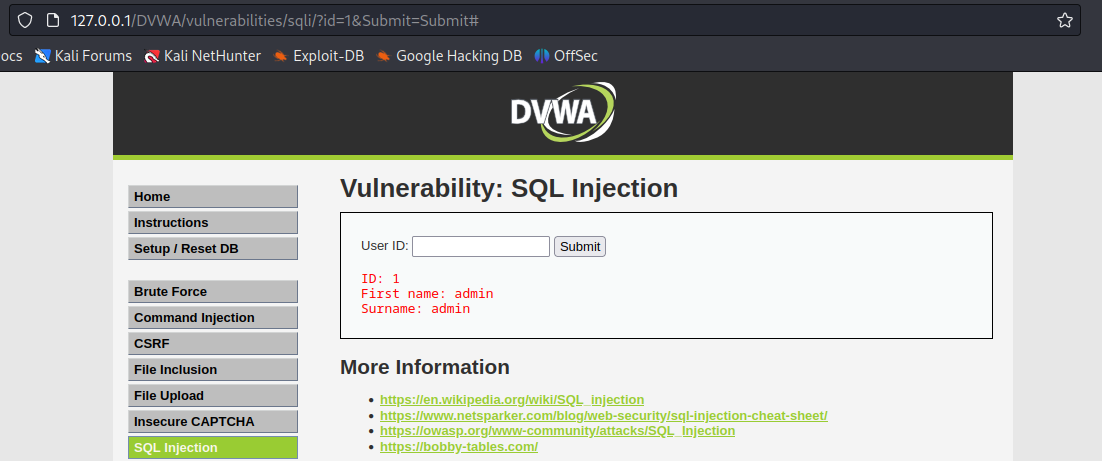 127.0.0.1/DVWA/vulnerabilities/sqli/?id=1&Submit=Submit#
ocs Kali Forums Kali NetHunter Exploit-DB Google Hacking DB OffSec
DVWA
Home
Instructions
Setup / Reset DB
Brute Force
Command Injection
CSRF
File Inclusion
File Upload
Insecure CAPTCHA
SQL Injection
Vulnerability: SQL Injection
User ID: Submit
ID: 1
First name: admin
Surname: admin
More Information
https://en.wikipedia.org/wiki/SQL_injection
https://www.netsparker.com/blog/web-security/sql-injection-cheat-sheet/
https://owasp.org/www-community/attacks/SQL_Injection
https://bobby-tables.com/